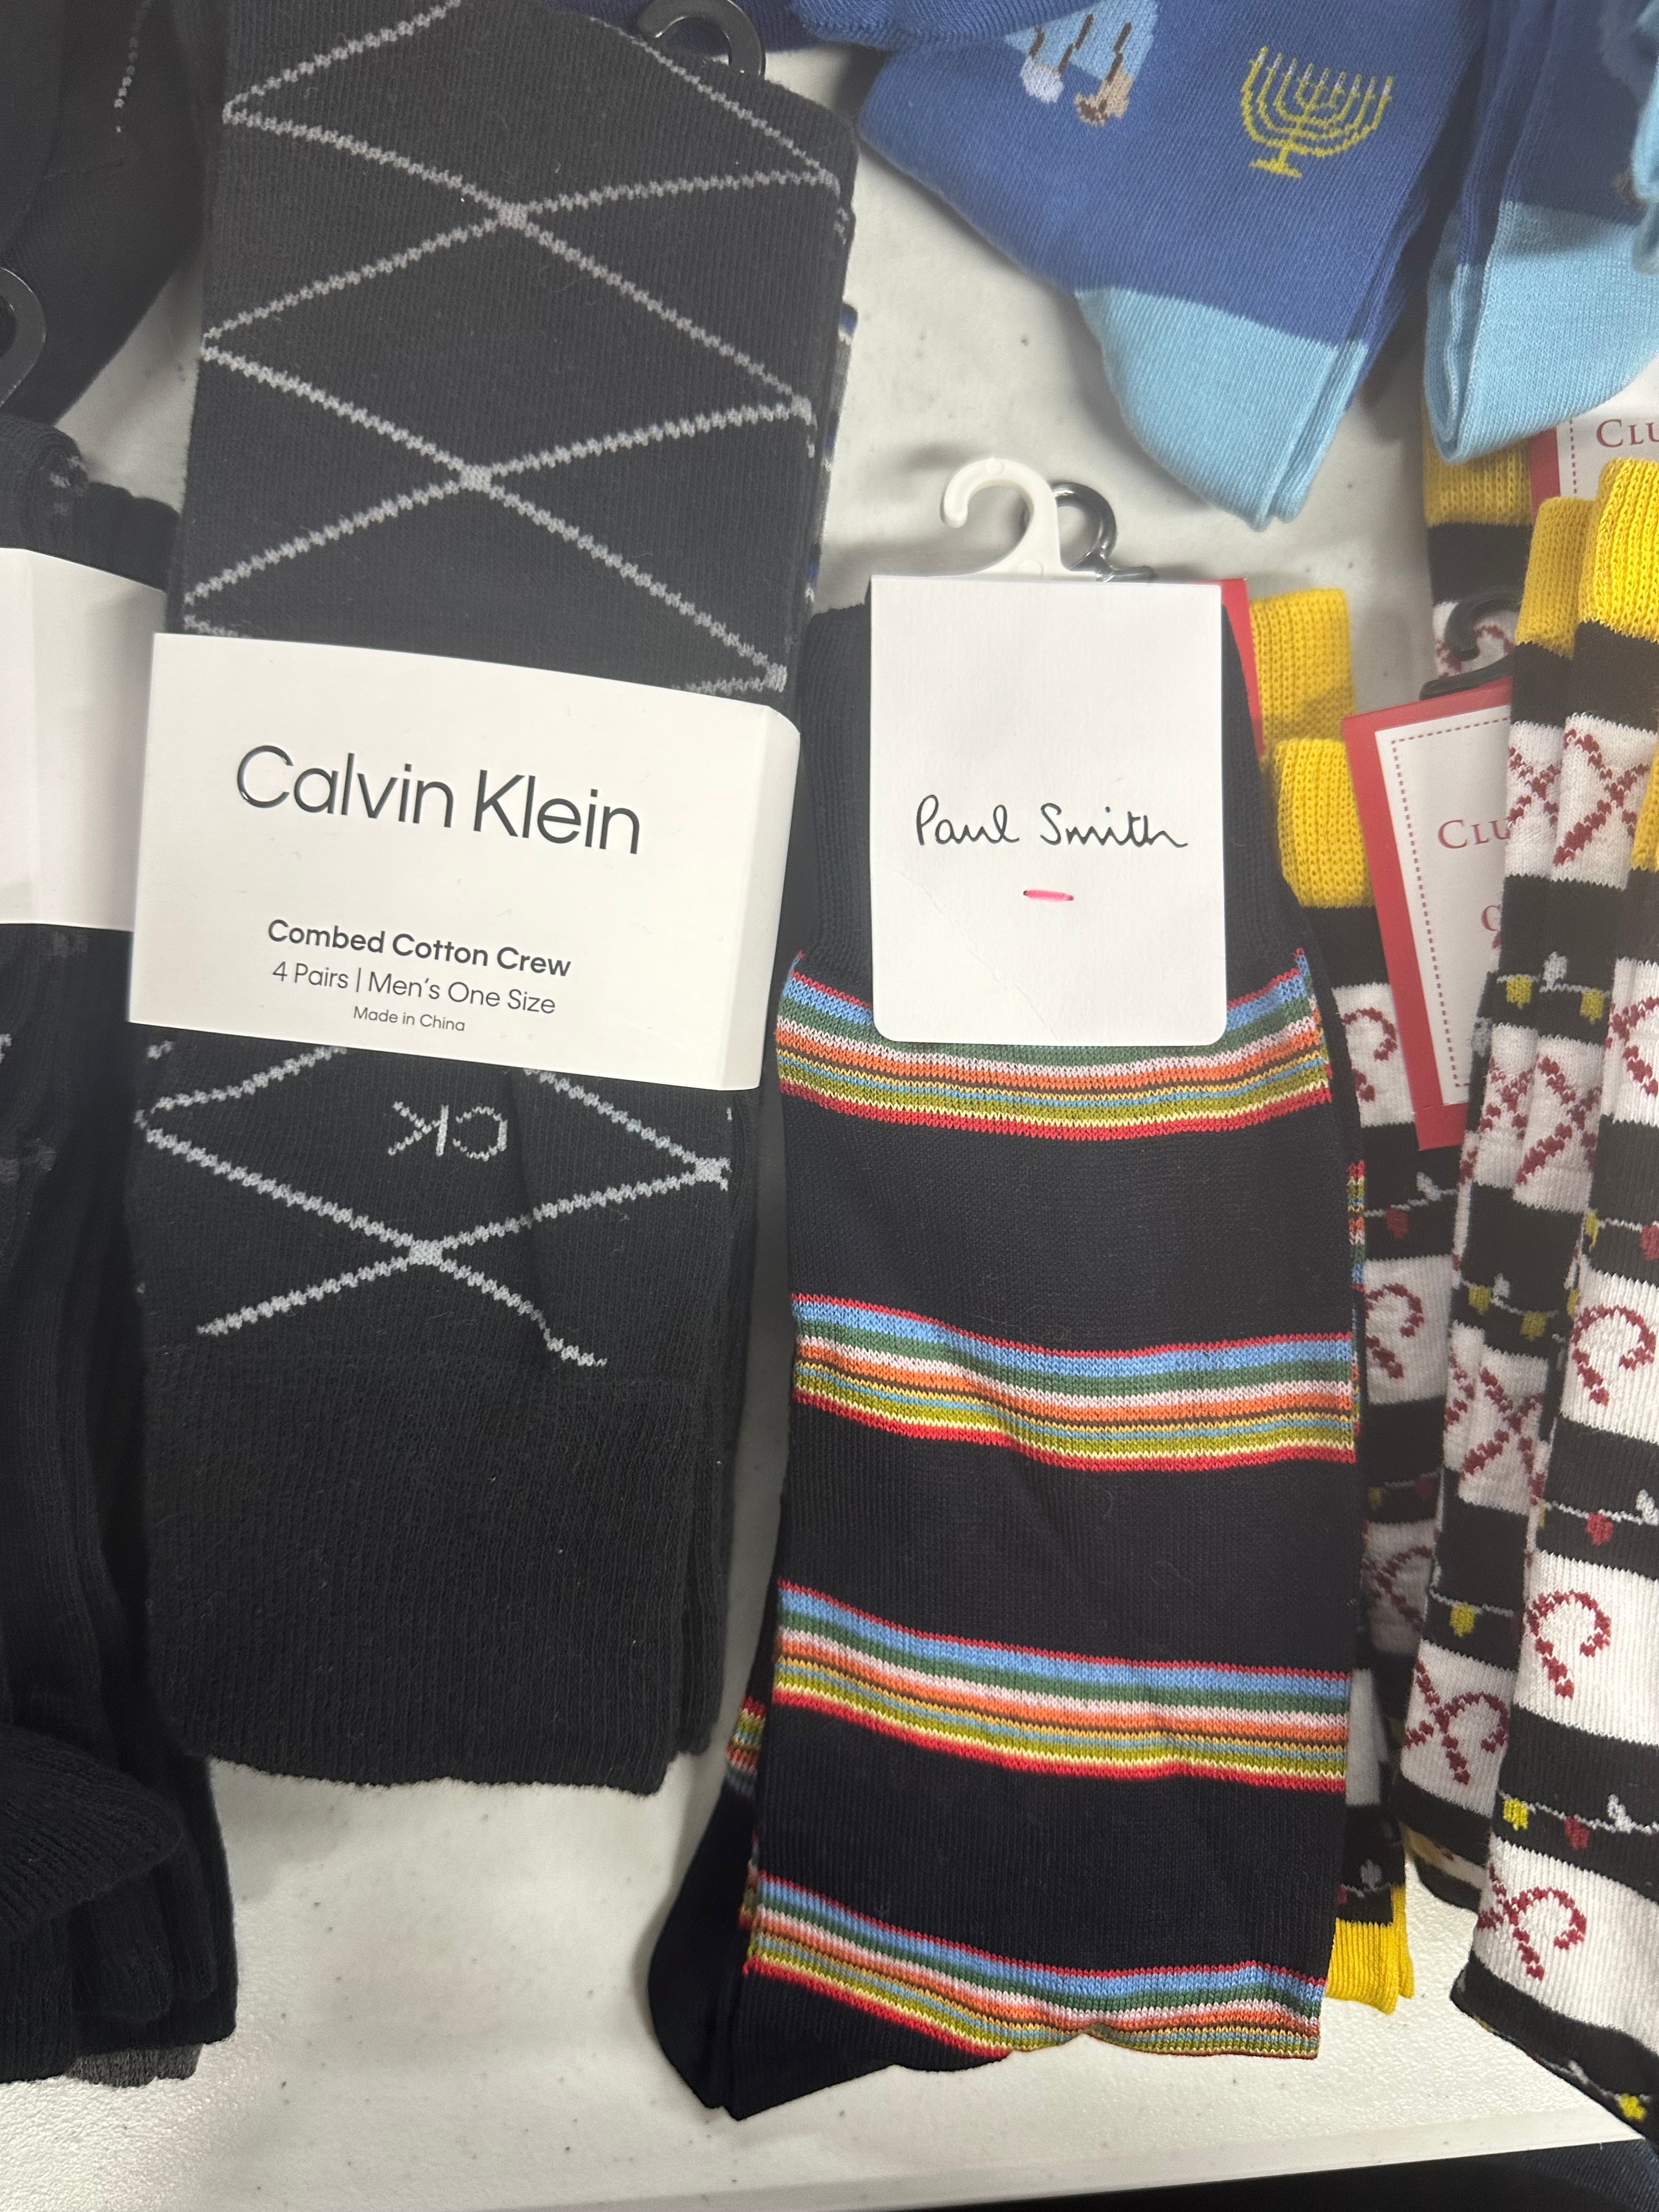 Calvin Klein
Combed Cotton Crew
4 Pairs | Men's One Size
Made in China
CK
Paul Smith